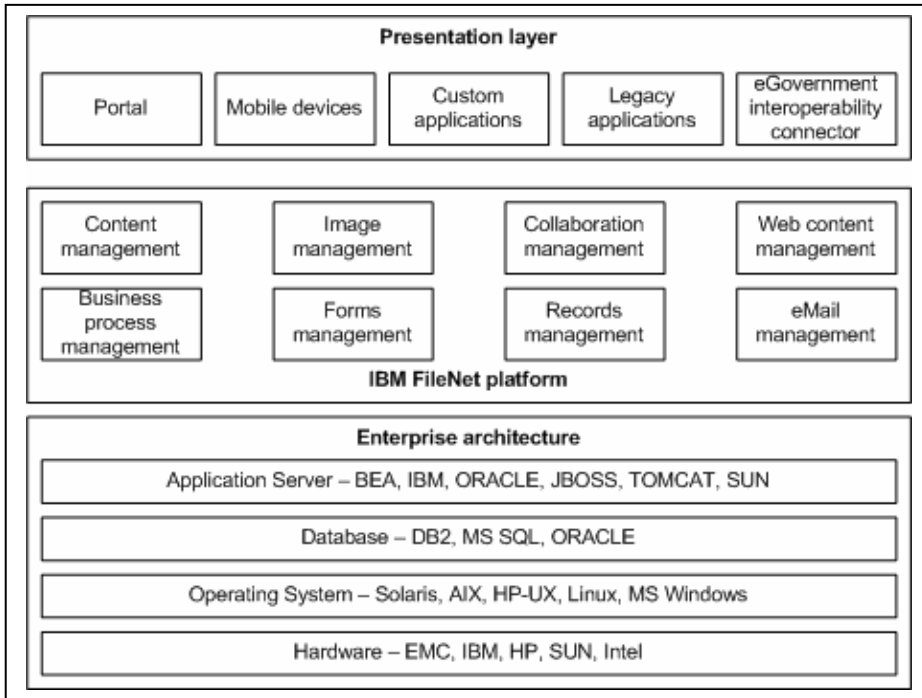 Presentation layer
Portal
Mobile devices
Custom
applications
Legacy
applications
eGovernment
interoperability
connector
Content
management
Image
management
Collaboration
management
Web content
management
Business
process
management
Forms
management
Records
management
eMail
management
IBM FileNet platform
Enterprise architecture
Application Server – BEA, IBM, ORACLE, JBOSS, TOMCAT, SUN
Database – DB2, MS SQL, ORACLE
Operating System – Solaris, AIX, HP-UX, Linux, MS Windows
Hardware – EMC, IBM, HP, SUN, Intel